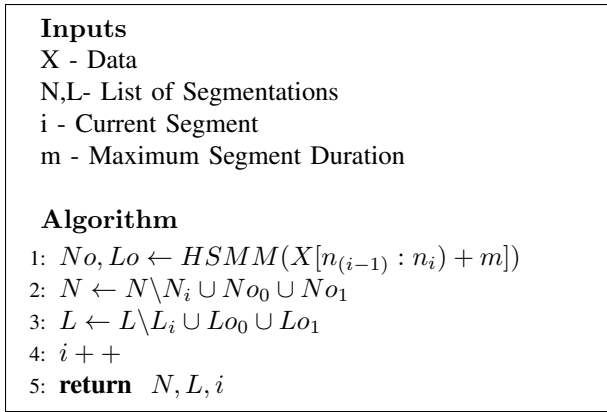 Inputs
X - Data
N,L- List of Segmentations
i - Current Segment
m - Maximum Segment Duration
Algorithm
1: No, Lo ← HSMM(X[n_{(i−1)} : n_i) + m])
2: N ← N\N_i ∪ No_0 ∪ No_1
3: L ← L\L_i ∪ Lo_0 ∪ Lo_1
4: i + +
5: return N, L, i